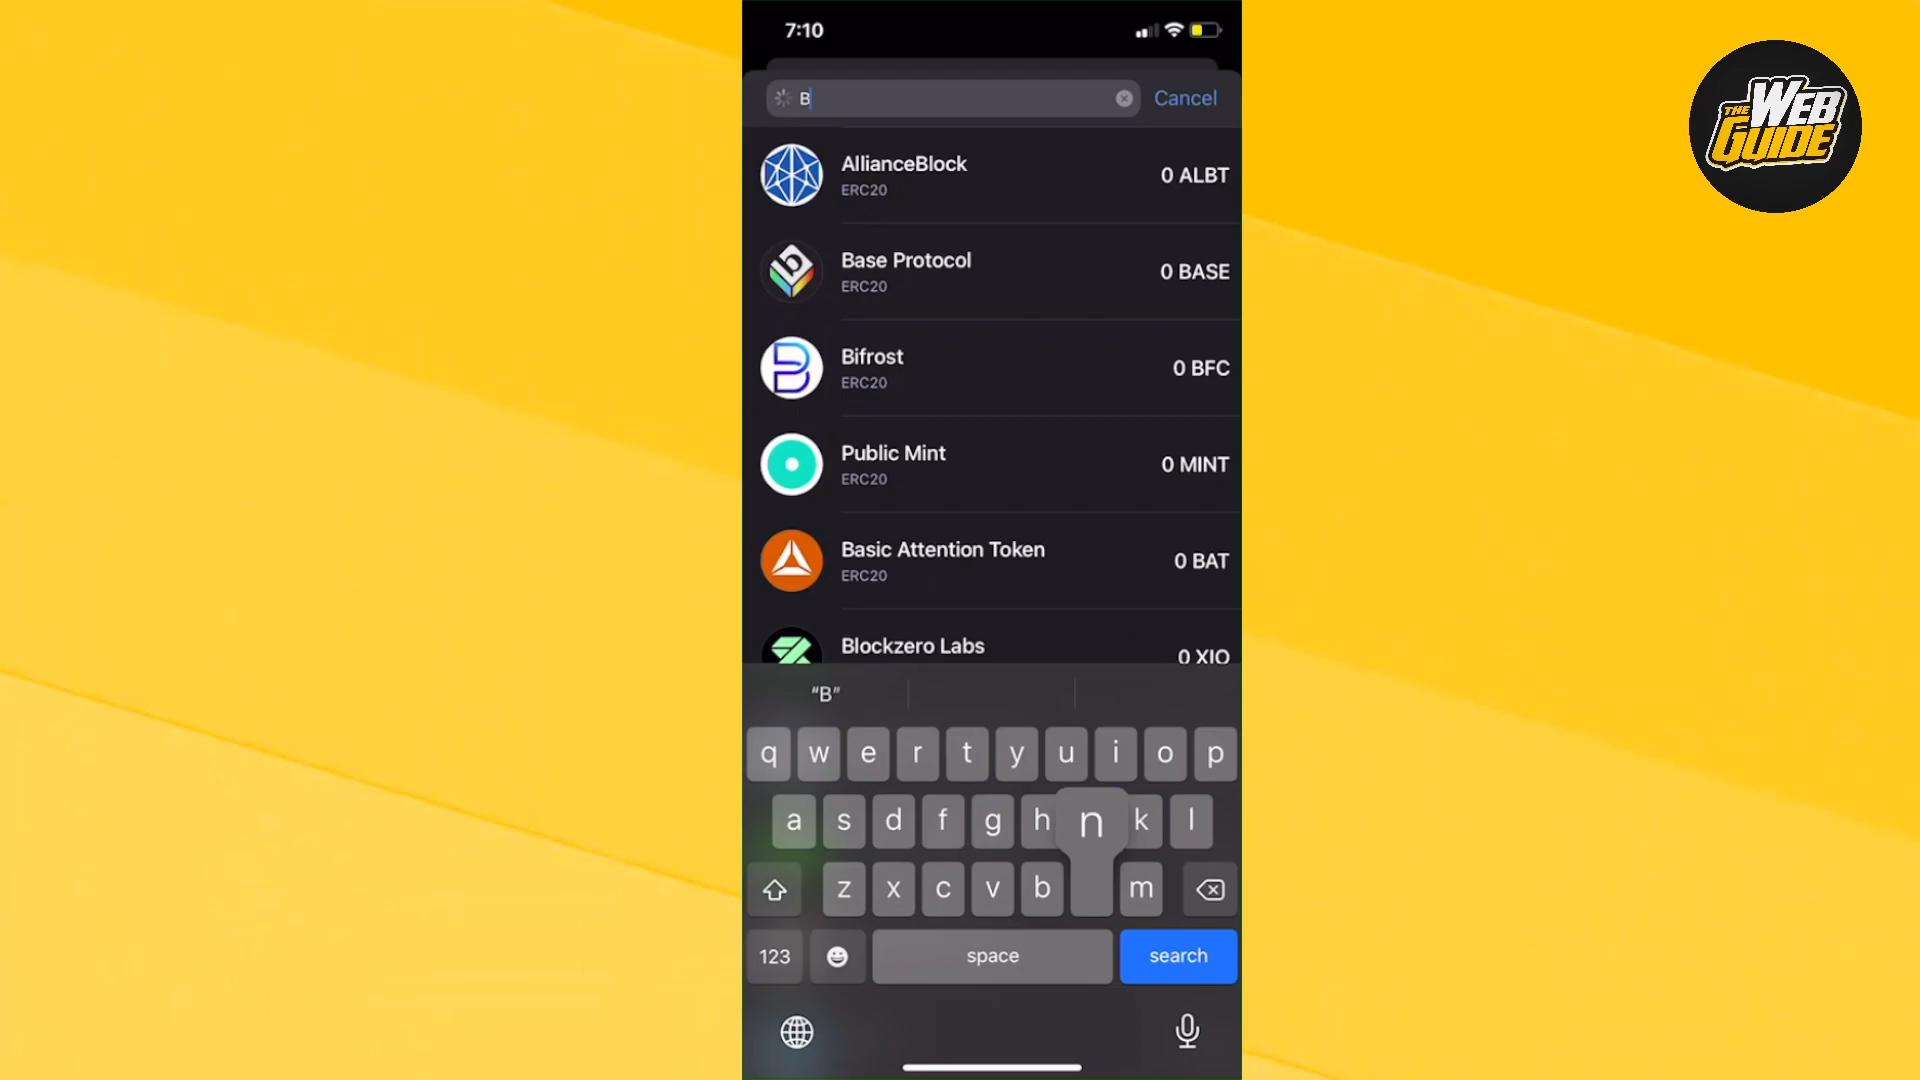 7:10
THE WEB
GUIDE
B
Cancel
AllianceBlock
ERC20
0 ALBT
Base Protocol
ERC20
0 BASE
Bifrost
ERC20
0 BFC
Public Mint
ERC20
0 MINT
Basic Attention Token
ERC20
0 BAT
Blockzero Labs
0 XIO
“B”
q w e r t y u i o p
a s d f g h n k l
z x c v b m
123 space search